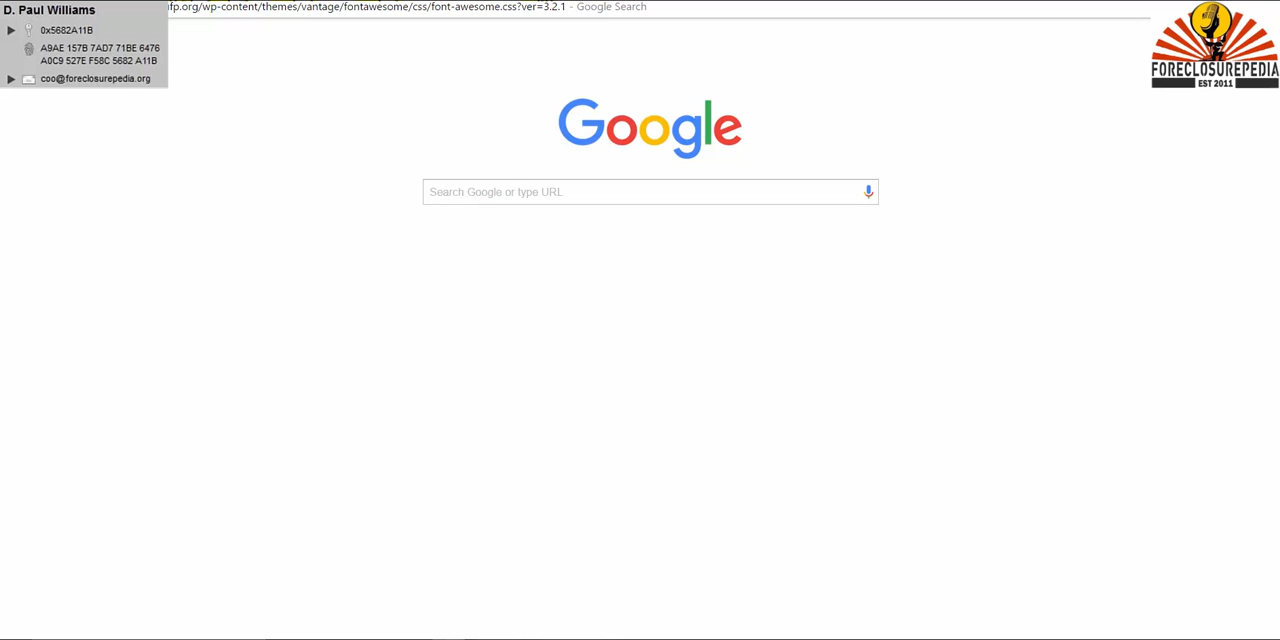 D. Paul Williams
ifp.org/wp-content/themes/vantage/fontawesome/css/font-awesome.css?ver=3.2.1 - Google Search
0x5682A11B
A9AE 157B 7AD7 71BE 6476
A0C9 527E F58C 5682 A11B
coo@foreclosurepedia.org
FORECLOSUREPEDIA
EST 2011
Google
Search Google or type URL